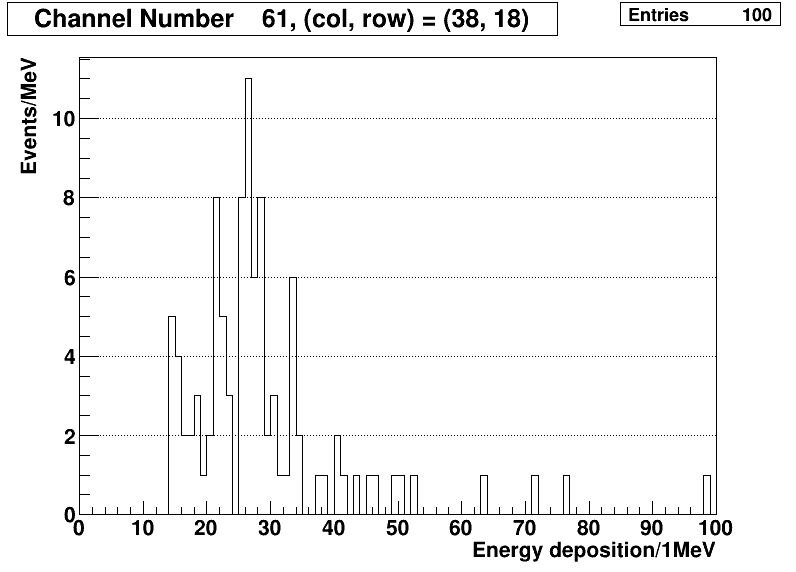 Channel Number 61, (col, row) = (38, 18)
Entries 100
Events/MeV
10
8
6
4
2
0
0 10 20 30 40 50 60 70 80 90 100
Energy deposition/1MeV